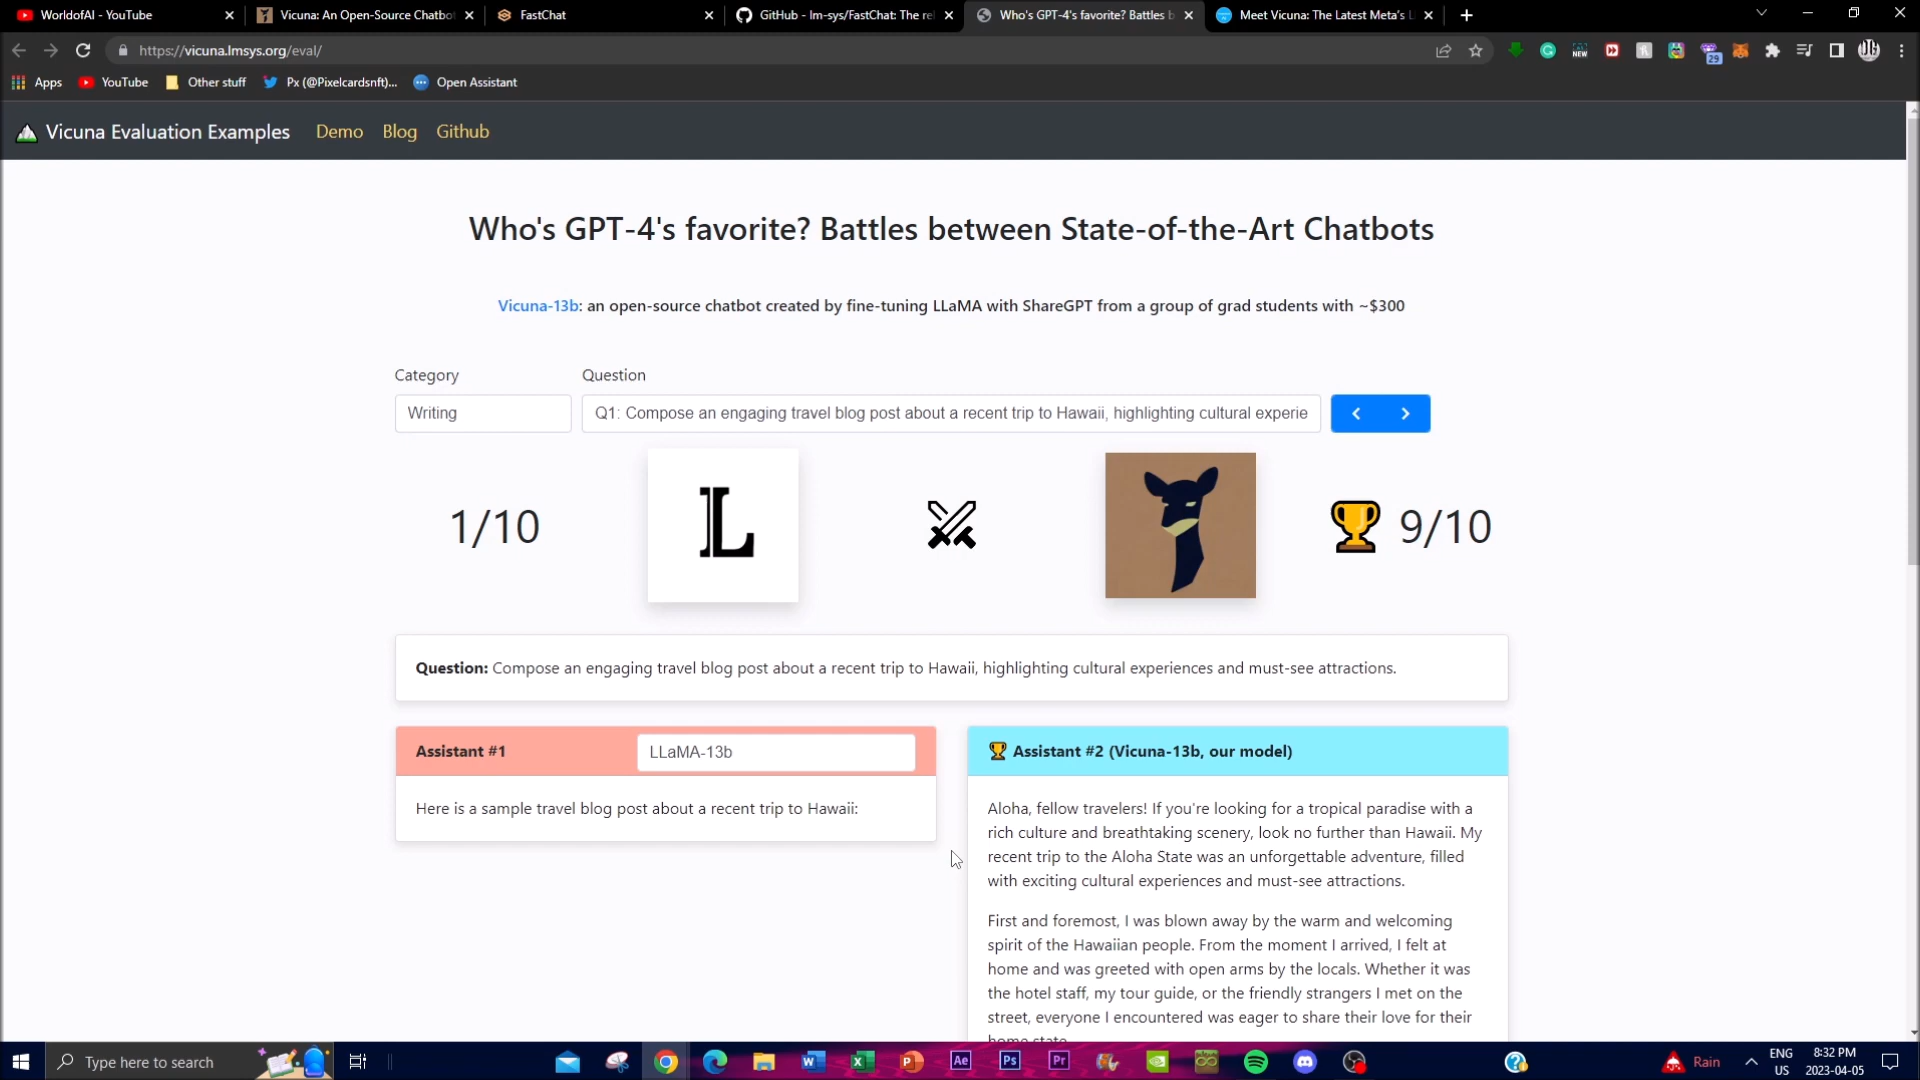 WorldofAI - YouTube
Vicuna: An Open-Source Chatbot
FastChat
GitHub - lm-sys/FastChat: The rel
Who's GPT-4's favorite? Battles b
Meet Vicuna: The Latest Meta's L
https://vicuna.lmsys.org/eval/
NEW
29
Apps
YouTube
Other stuff
Px (@Pixelcardsnft)...
Open Assistant
Vicuna Evaluation Examples
Demo
Blog
Github
Who's GPT-4's favorite? Battles between State-of-the-Art Chatbots
Vicuna-13b: an open-source chatbot created by fine-tuning LLaMA with ShareGPT from a group of grad students with ~$300
Category
Question
Writing
Q1: Compose an engaging travel blog post about a recent trip to Hawaii, highlighting cultural experie
1/10
L
9/10
Question: Compose an engaging travel blog post about a recent trip to Hawaii, highlighting cultural experiences and must-see attractions.
Assistant #1
LLaMA-13b
Here is a sample travel blog post about a recent trip to Hawaii:
Assistant #2 (Vicuna-13b, our model)
Aloha, fellow travelers! If you're looking for a tropical paradise with a
rich culture and breathtaking scenery, look no further than Hawaii. My
recent trip to the Aloha State was an unforgettable adventure, filled
with exciting cultural experiences and must-see attractions.
First and foremost, I was blown away by the warm and welcoming
spirit of the Hawaiian people. From the moment I arrived, I felt at
home and was greeted with open arms by the locals. Whether it was
the hotel staff, my tour guide, or the friendly strangers I met on the
street, everyone I encountered was eager to share their love for their
home state.
Type here to search
Ae
Ps
Pr
Rain
ENG
US
8:32 PM
2023-04-05